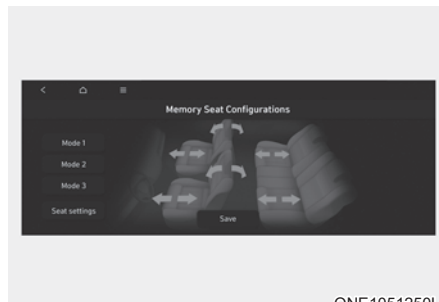 Memory Seat Configurations
Mode 1
Mode 2
Mode 3
Seat settings
Save